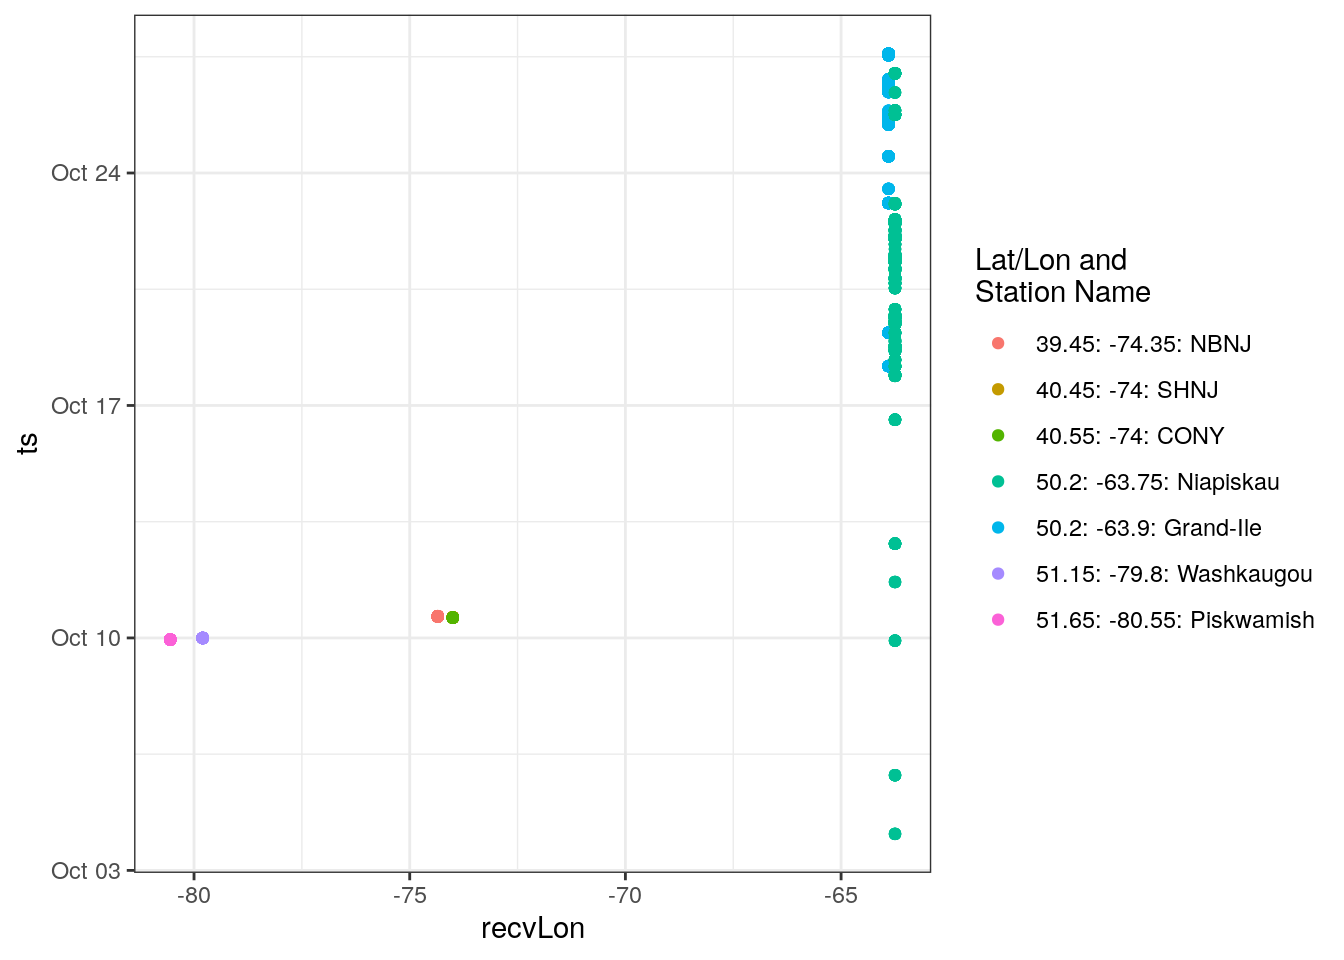 ts
Oct 24
Oct 17
Oct 10
Oct 03
-80
-75
-70
-65
recvLon
Lat/Lon and
Station Name
39.45: -74.35: NBNJ
40.45: -74: SHNJ
40.55: -74: CONY
50.2: -63.75: Niapiskau
50.2: -63.9: Grand-Ile
51.15: -79.8: Washkaugou
51.65: -80.55: Piskwamish